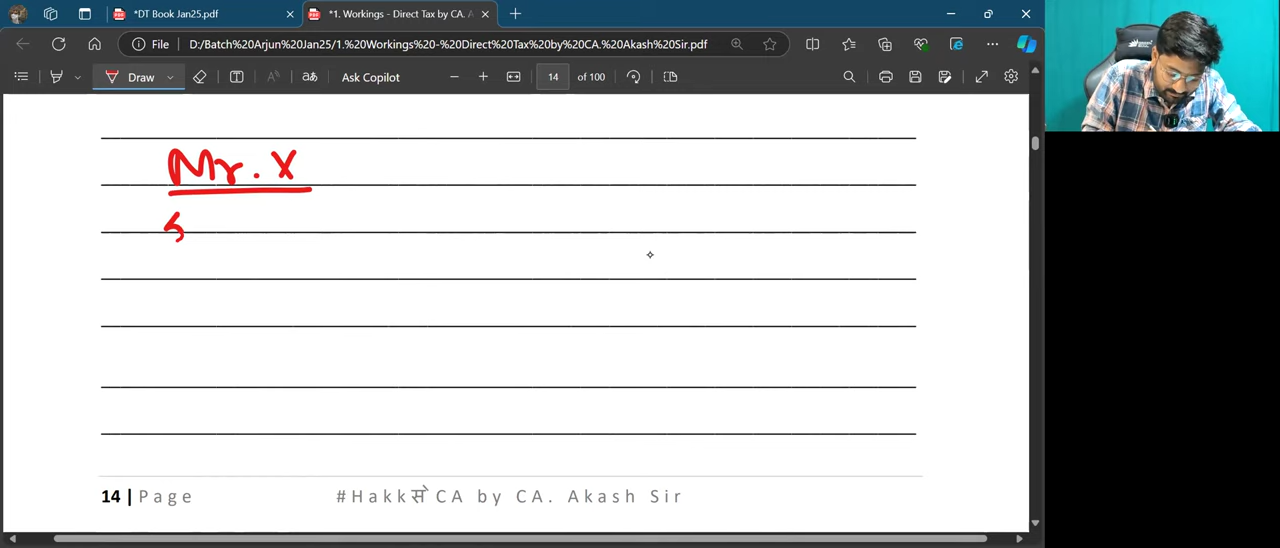 *DT Book Jan25.pdf
*1. Workings - Direct Tax by CA. A
File D:/Batch%20Arjun%20Jan25/1.%20Workings%20-%20Direct%20Tax%20by%20CA.%20Akash%20Sir.pdf
Draw
aあ
Ask Copilot
14 of 100
Mr. X
14 | Page
#Hakkसे CA by CA. Akash Sir